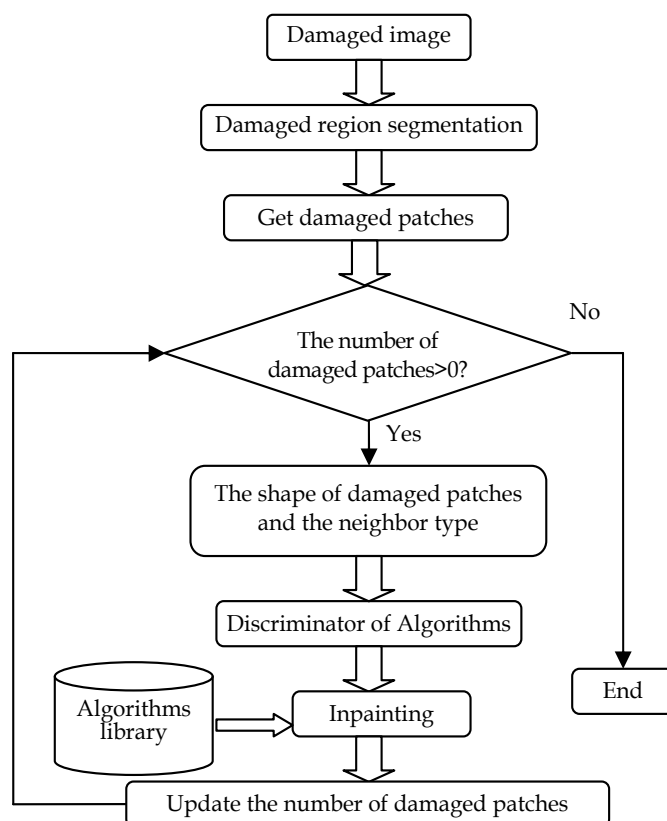 Damaged image
Damaged region segmentation
Get damaged patches
No
The number of
damaged patches>0?
Yes
The shape of damaged patches
and the neighbor type
Discriminator of Algorithms
Algorithms
library
Inpainting
End
Update the number of damaged patches